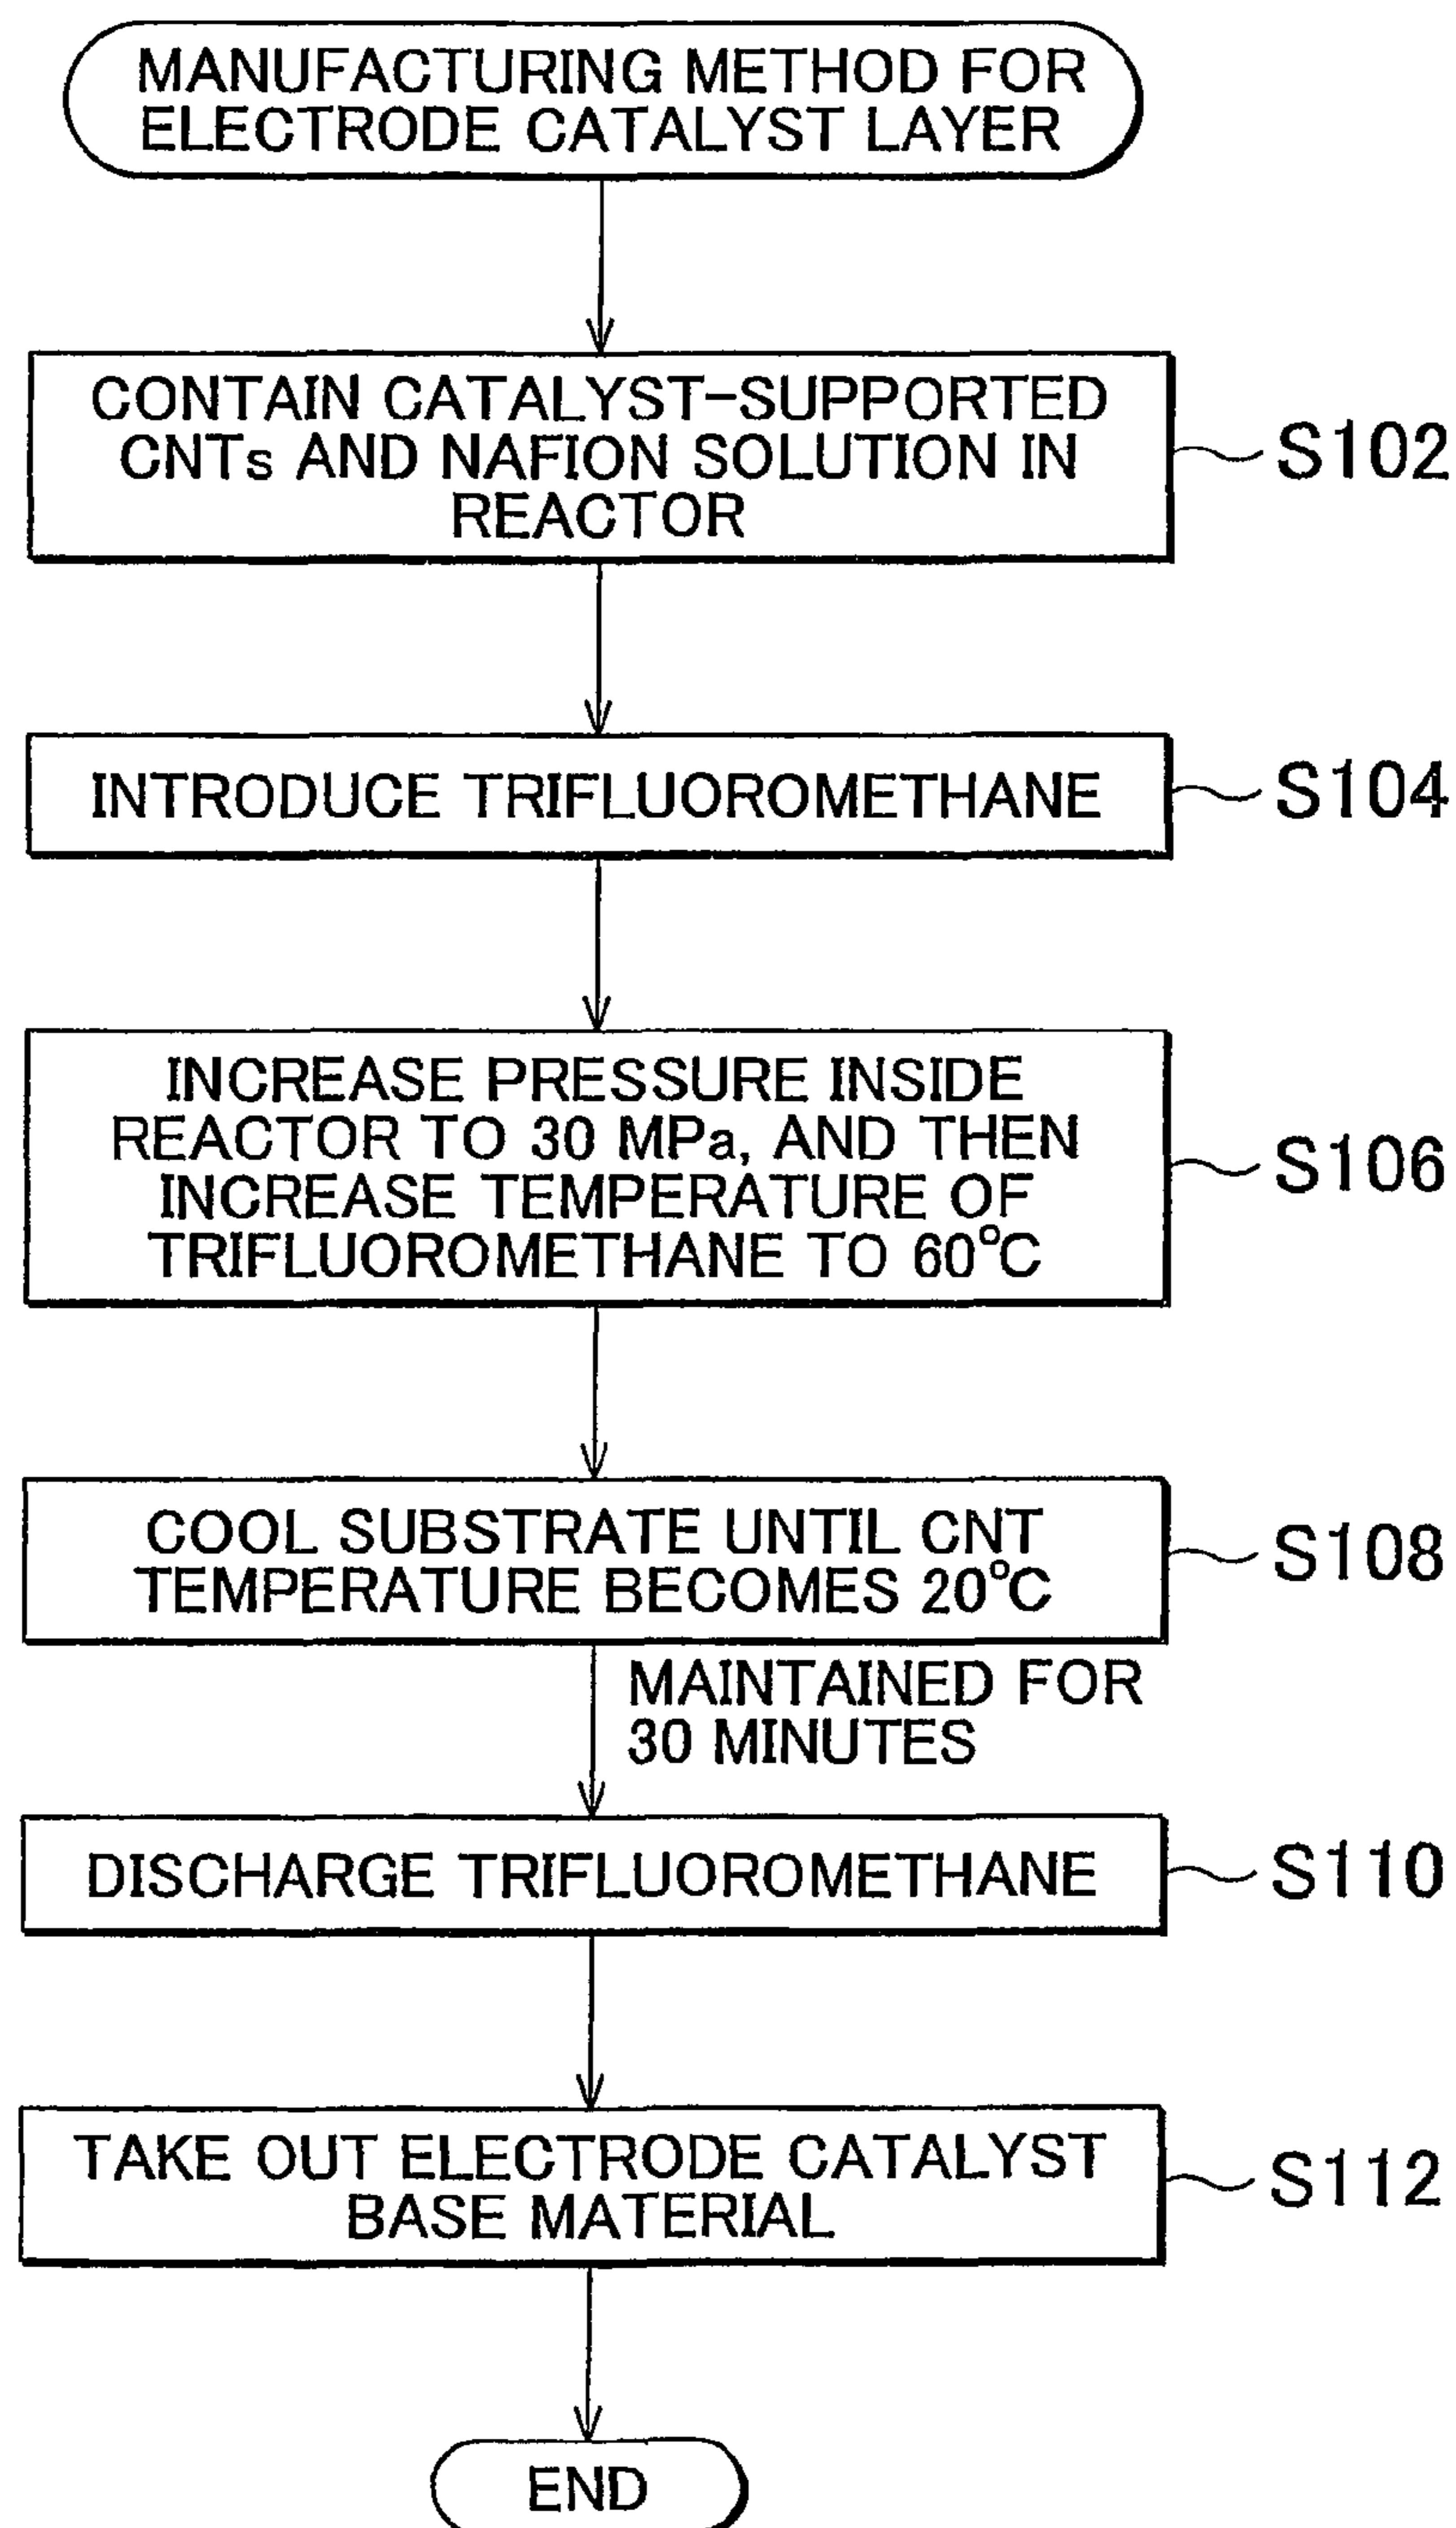 MANUFACTURING METHOD FOR
ELECTRODE CATALYST LAYER
CONTAIN CATALYST-SUPPORTED
CNTs AND NAFION SOLUTION IN
REACTOR
S102
INTRODUCE TRIFLUOROMETHANE
S104
INCREASE PRESSURE INSIDE
REACTOR TO 30 MPa, AND THEN
INCREASE TEMPERATURE OF
TRIFLUOROMETHANE TO 60°C
S106
COOL SUBSTRATE UNTIL CNT
TEMPERATURE BECOMES 20°C
S108
MAINTAINED FOR
30 MINUTES
DISCHARGE TRIFLUOROMETHANE
S110
TAKE OUT ELECTRODE CATALYST
BASE MATERIAL
S112
END